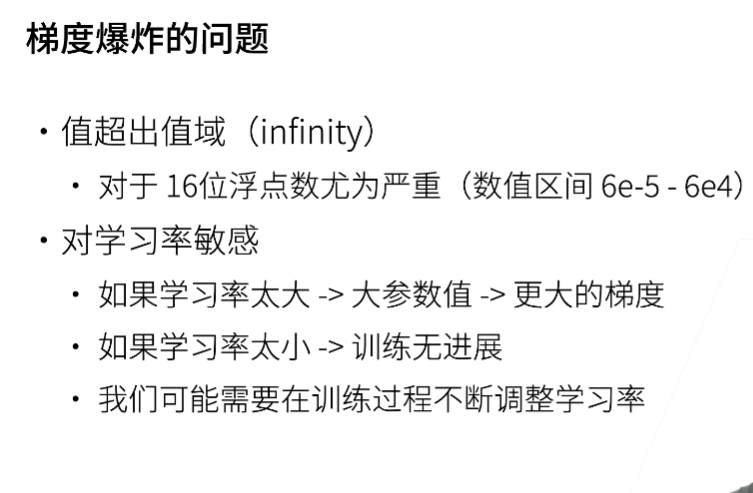 梯度爆炸的问题
• 值超出值域（infinity）
• 对于 16位浮点数尤为严重（数值区间 6e-5 - 6e4）
• 对学习率敏感
• 如果学习率太大 -> 大参数值 -> 更大的梯度
• 如果学习率太小 -> 训练无进展
• 我们可能需要在训练过程不断调整学习率